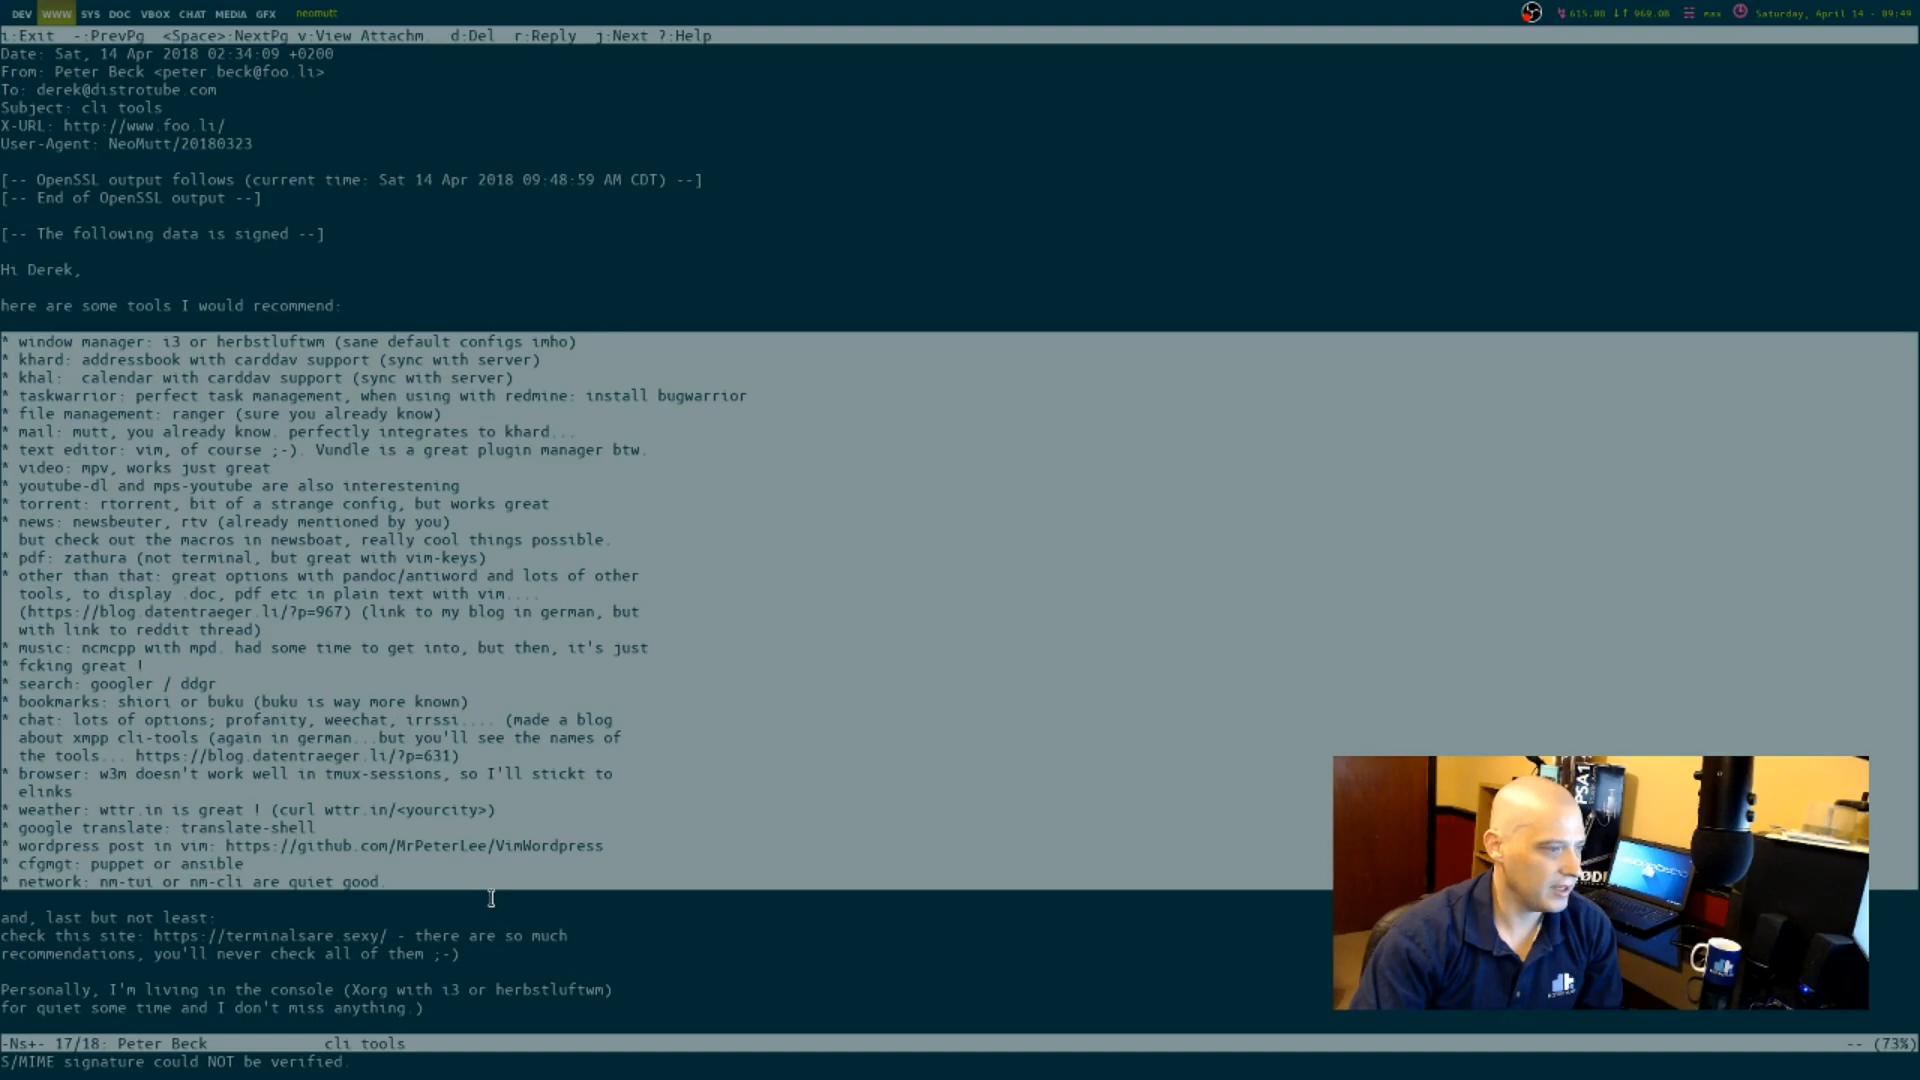 DEV WWW SYS DOC VBOX CHAT MEDIA GFX neomutt
615.0B 969.0B max Saturday, April 14 - 09:49
i:Exit -:PrevPg <Space>:NextPg v:View Attachm. d:Del r:Reply j:Next ?:Help
Date: Sat, 14 Apr 2018 02:34:09 +0200
From: Peter Beck <peter.beck@foo.li>
To: derek@distrotube.com
Subject: cli tools
X-URL: http://www.foo.li/
User-Agent: NeoMutt/20180323
[-- OpenSSL output follows (current time: Sat 14 Apr 2018 09:48:59 AM CDT) --]
[-- End of OpenSSL output --]
[-- The following data is signed --]
Hi Derek,
here are some tools I would recommend:
* window manager: i3 or herbstluftwm (sane default configs imho)
* khard: addressbook with carddav support (sync with server)
* khal: calendar with carddav support (sync with server)
* taskwarrior: perfect task management, when using with redmine: install bugwarrior
* file management: ranger (sure you already know)
* mail: mutt, you already know. perfectly integrates to khard...
* text editor: vim, of course ;-). Vundle is a great plugin manager btw.
* video: mpv, works just great
* youtube-dl and mps-youtube are also interestening
* torrent: rtorrent, bit of a strange config, but works great
* news: newsbeuter, rtv (already mentioned by you)
but check out the macros in newsboat, really cool things possible.
* pdf: zathura (not terminal, but great with vim-keys)
* other than that: great options with pandoc/antiword and lots of other
tools, to display .doc, pdf etc in plain text with vim....
(https://blog.datentraeger.li/?p=967) (link to my blog in german, but
with link to reddit thread)
* music: ncmcpp with mpd. had some time to get into, but then, it's just
* fcking great !
* search: googler / ddgr
* bookmarks: shiori or buku (buku is way more known)
* chat: lots of options; profanity, weechat, irrssi.... (made a blog
about xmpp cli-tools (again in german...but you'll see the names of
the tools... https://blog.datentraeger.li/?p=631)
* browser: w3m doesn't work well in tmux-sessions, so I'll stickt to
elinks
* weather: wttr.in is great ! (curl wttr.in/<yourcity>)
* google translate: translate-shell
* wordpress post in vim: https://github.com/MrPeterLee/VimWordpress
* cfgmgt: puppet or ansible
* network: nm-tui or nm-cli are quiet good.
and, last but not least:
check this site: https://terminalsare.sexy/ - there are so much
recommendations, you'll never check all of them ;-)
Personally, I'm living in the console (Xorg with i3 or herbstluftwm)
for quiet some time and I don't miss anything.)
-Ns+- 17/18: Peter Beck cli tools -- (73%)
S/MIME signature could NOT be verified.
PSA1